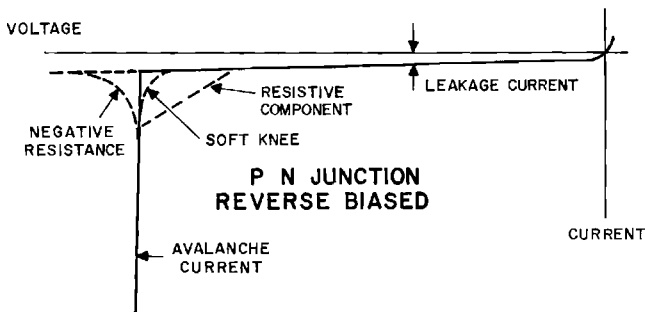 VOLTAGE
LEAKAGE CURRENT
RESISTIVE
COMPONENT
NEGATIVE
RESISTANCE
SOFT KNEE
P N JUNCTION
REVERSE BIASED
CURRENT
AVALANCHE
CURRENT